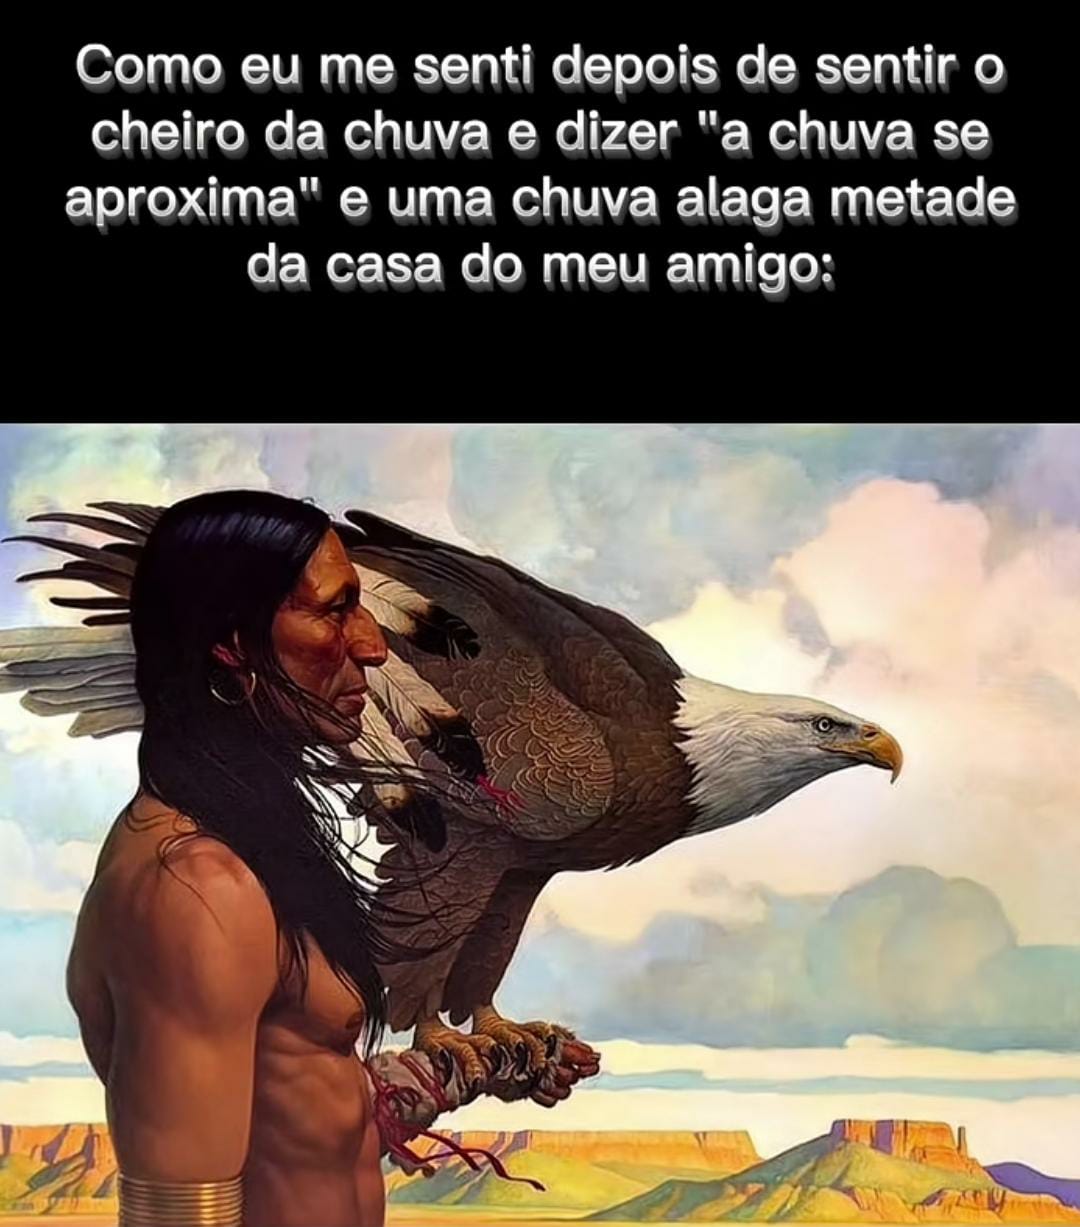 Como eu me senti depois de sentir o
cheiro da chuva e dizer "a chuva se
aproxima" e uma chuva alaga metade
da casa do meu amigo: